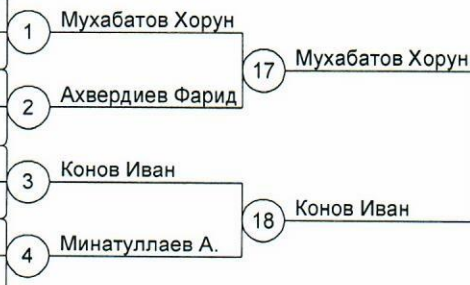 1 Мухабатов Хорун
17 Мухабатов Хорун
2 Ахвердиев Фарид
3 Конов Иван
18 Конов Иван
4 Минатуллаев А.